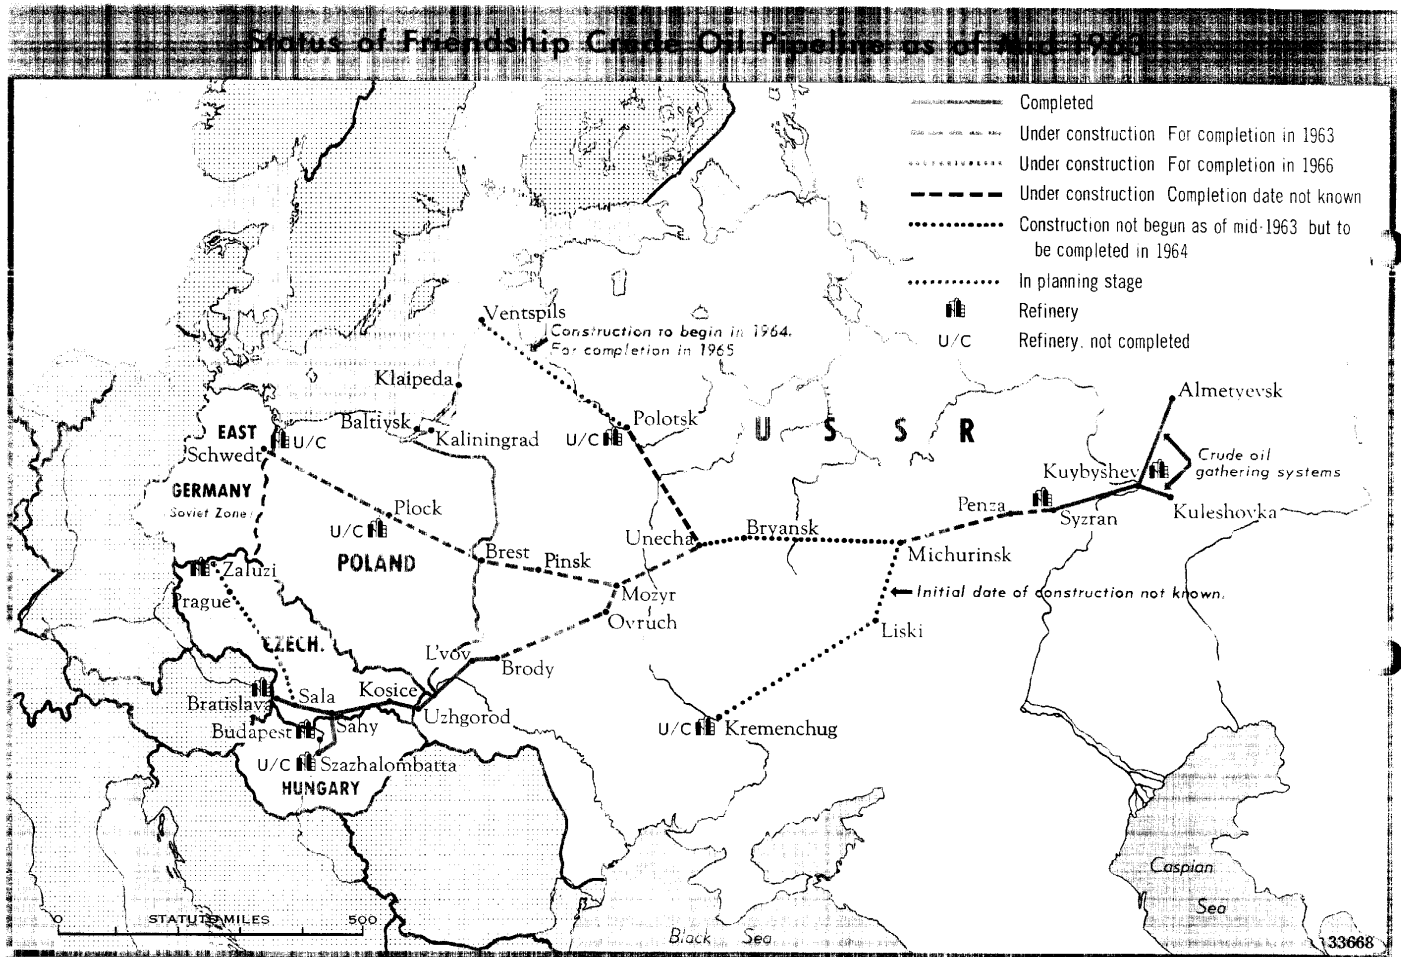 Status of Friendship Crude Oil Pipeline as of Mid-1963
Completed
Under construction For completion in 1963
Under construction For completion in 1966
Under construction Completion date not known
Construction not begun as of mid-1963 but to
be completed in 1964
In planning stage
Refinery
U/C Refinery, not completed
Ventspils
Construction to begin in 1964.
For completion in 1965
Klaipeda
Almetyevsk
Baltiysk
Kaliningrad
Polotsk
U/C
USSR
EAST
U/C
Schwedt
Crude oil
gathering systems
Kuybyshev
GERMANY
Soviet Zone
Plock
U/C
Penza
Syzran
Kuleshovka
POLAND
Brest
Pinsk
Unecha
Bryansk
Michurinsk
Zaluzi
Prague
Mozyr
Initial date of construction not known.
Ovruch
Liski
CZECH.
L'vov
Brody
Bratislava
Sala
Kosice
Uzhgorod
Budapest
Sahy
U/C
Kremenchug
U/C
Szazhalombatta
HUNGARY
Caspian
Sea
0 STATUTE MILES 500
Black Sea
33668